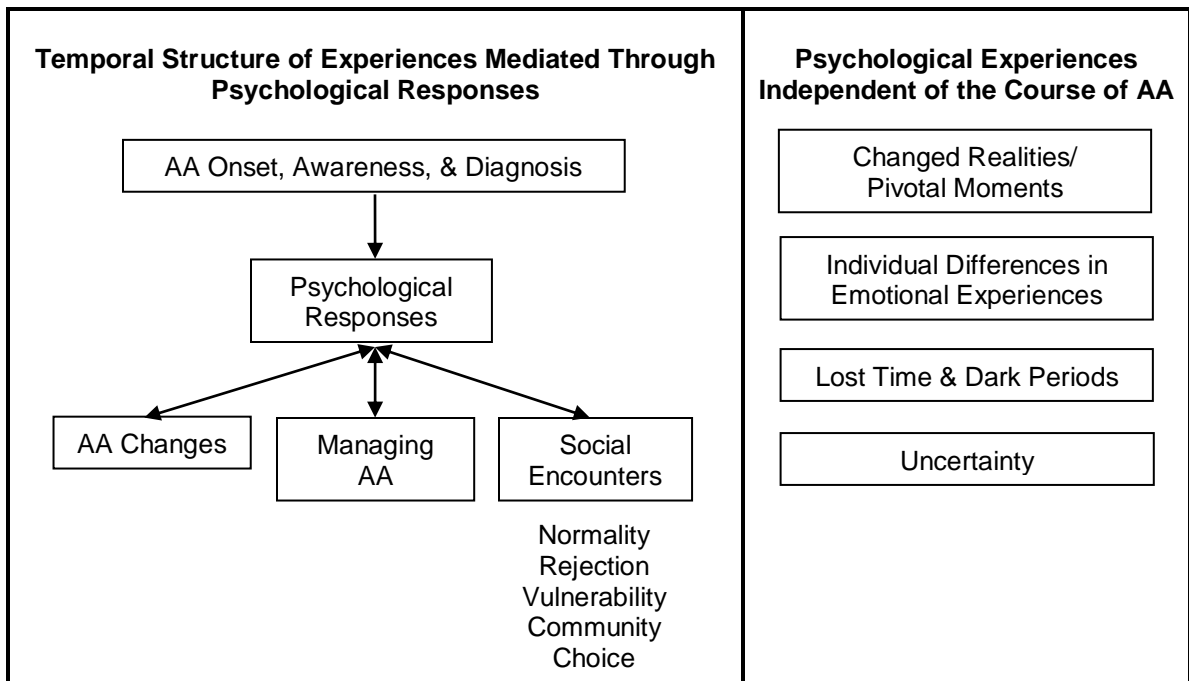 Temporal Structure of Experiences Mediated Through
Psychological Responses
AA Onset, Awareness, & Diagnosis
Psychological
Responses
AA Changes
Managing
AA
Social
Encounters
Normality
Rejection
Vulnerability
Community
Choice
Psychological Experiences
Independent of the Course of AA
Changed Realities/
Pivotal Moments
Individual Differences in
Emotional Experiences
Lost Time & Dark Periods
Uncertainty